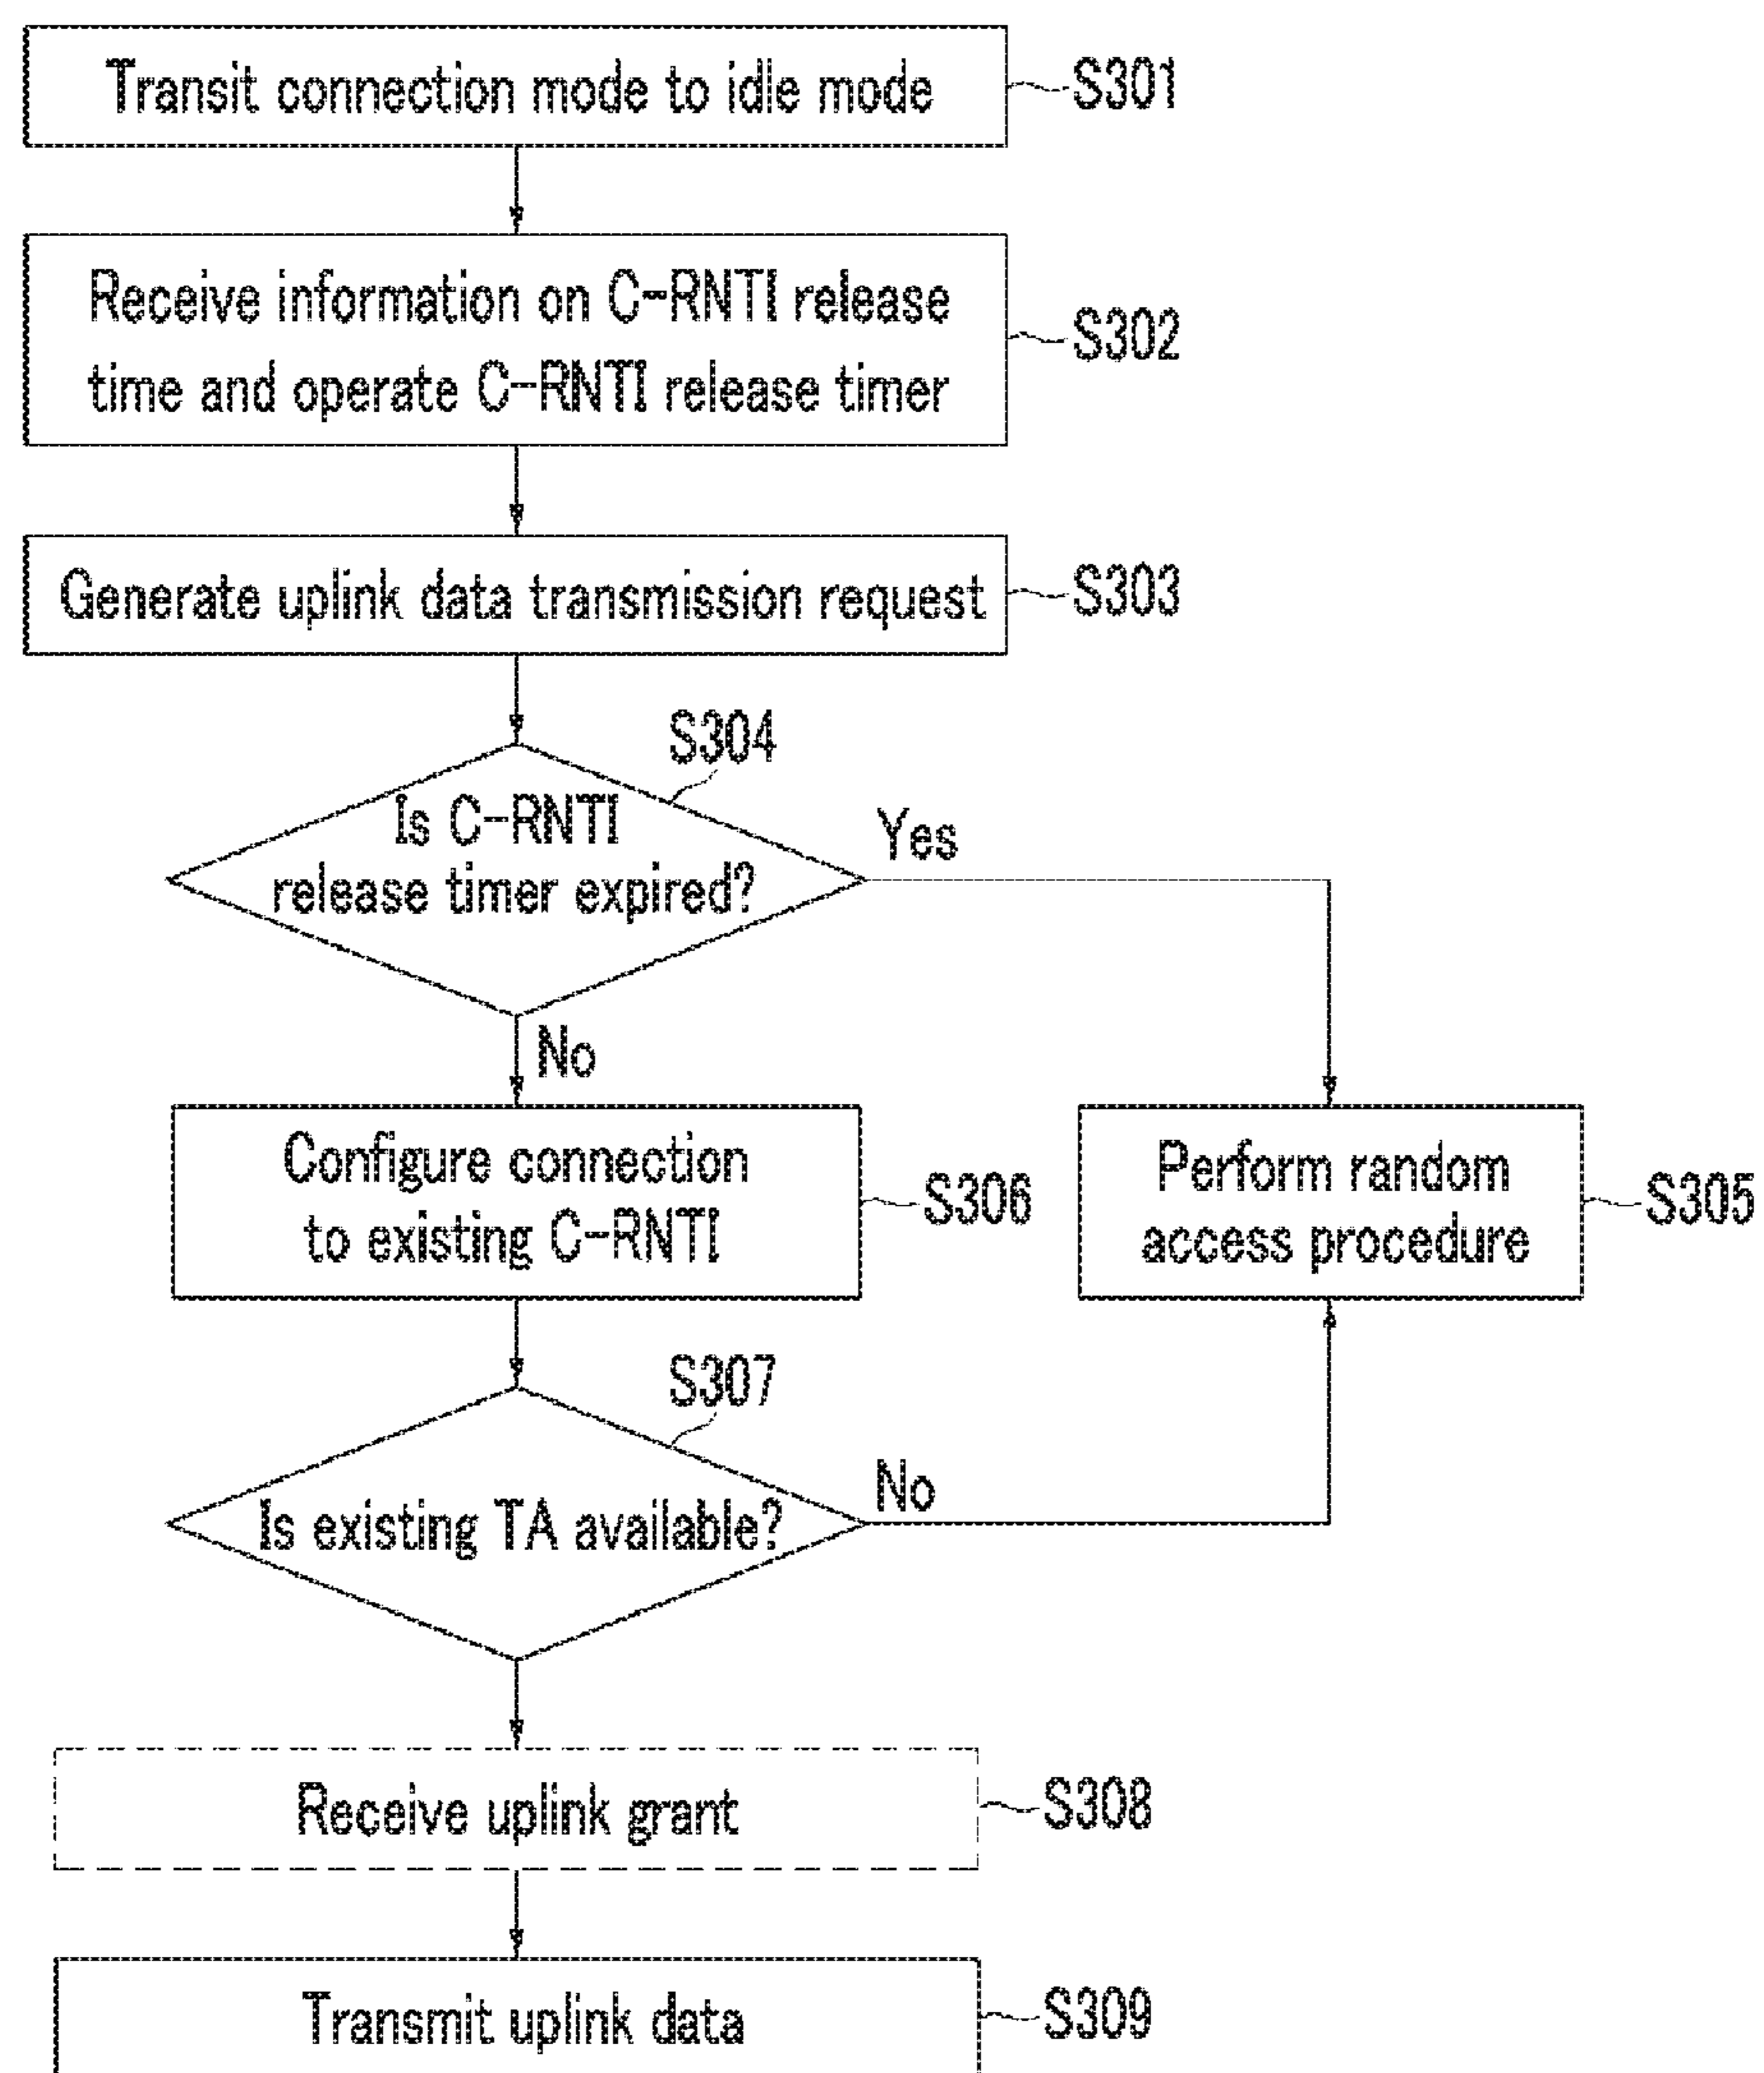 Transit connection mode to idle mode
S301
Receive information on C-RNTI release
time and operate C-RNTI release timer
S302
Generate uplink data transmission request
S303
S304
Is C-RNTI
release timer expired?
Yes
No
Configure connection
to existing C-RNTI
S306
Perform random
access procedure
S305
S307
Is existing TA available?
No
Receive uplink grant
S308
Transmit uplink data
S309